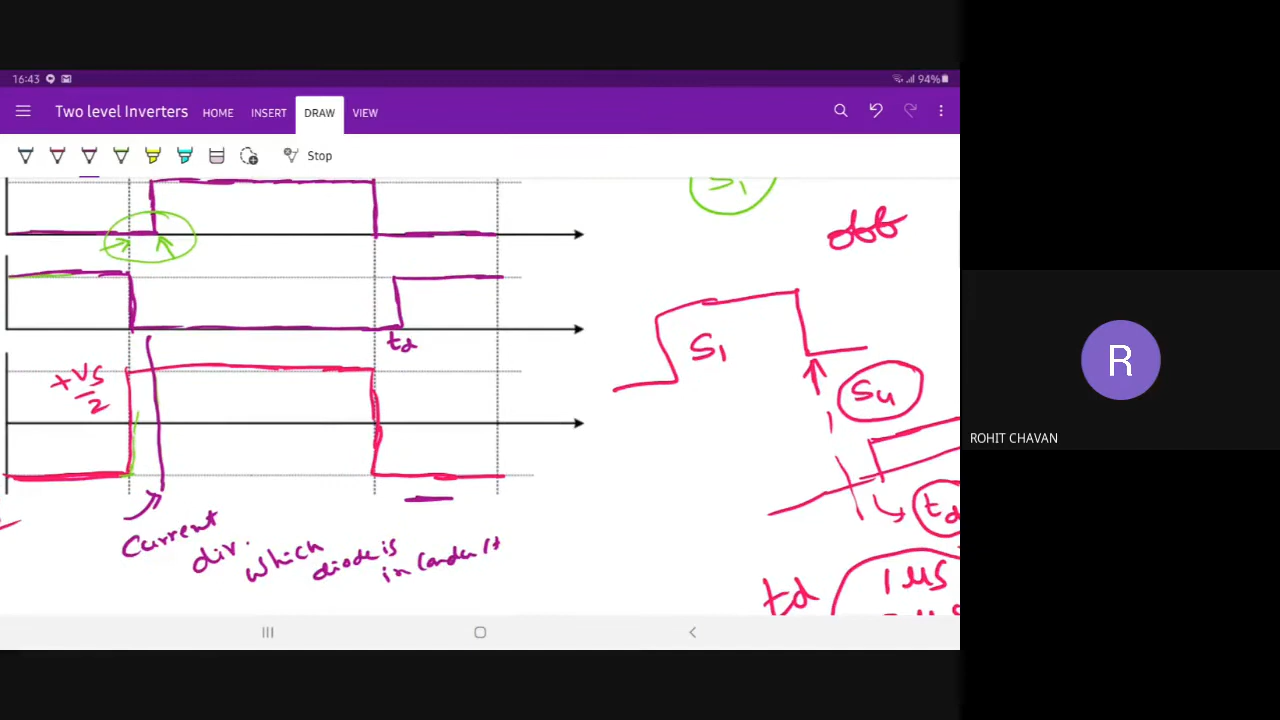 16:43
94%
Two level Inverters
HOME
INSERT
DRAW
VIEW
Stop
S1
off
td
+Vs/2
S1
S4
td
Current
dir.
which
diode is
in
td
1 μs
R
ROHIT CHAVAN